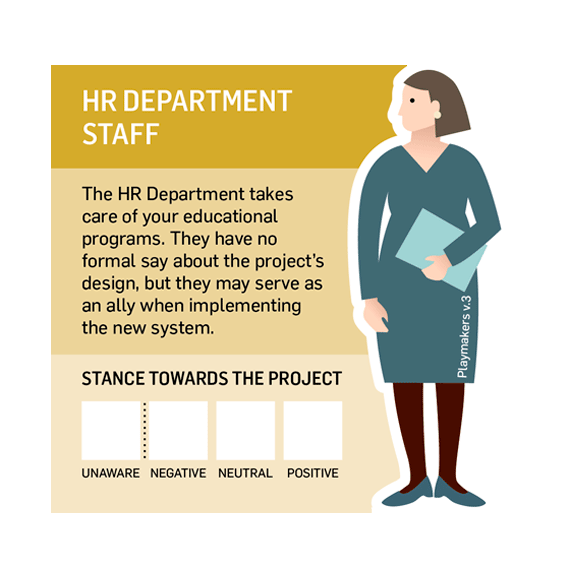 HR DEPARTMENT
STAFF
The HR Department takes
care of your educational
programs. They have no
formal say about the project's
design, but they may serve as
an ally when implementing
the new system.
STANCE TOWARDS THE PROJECT
UNAWARE NEGATIVE NEUTRAL POSITIVE
Playmakers v.3